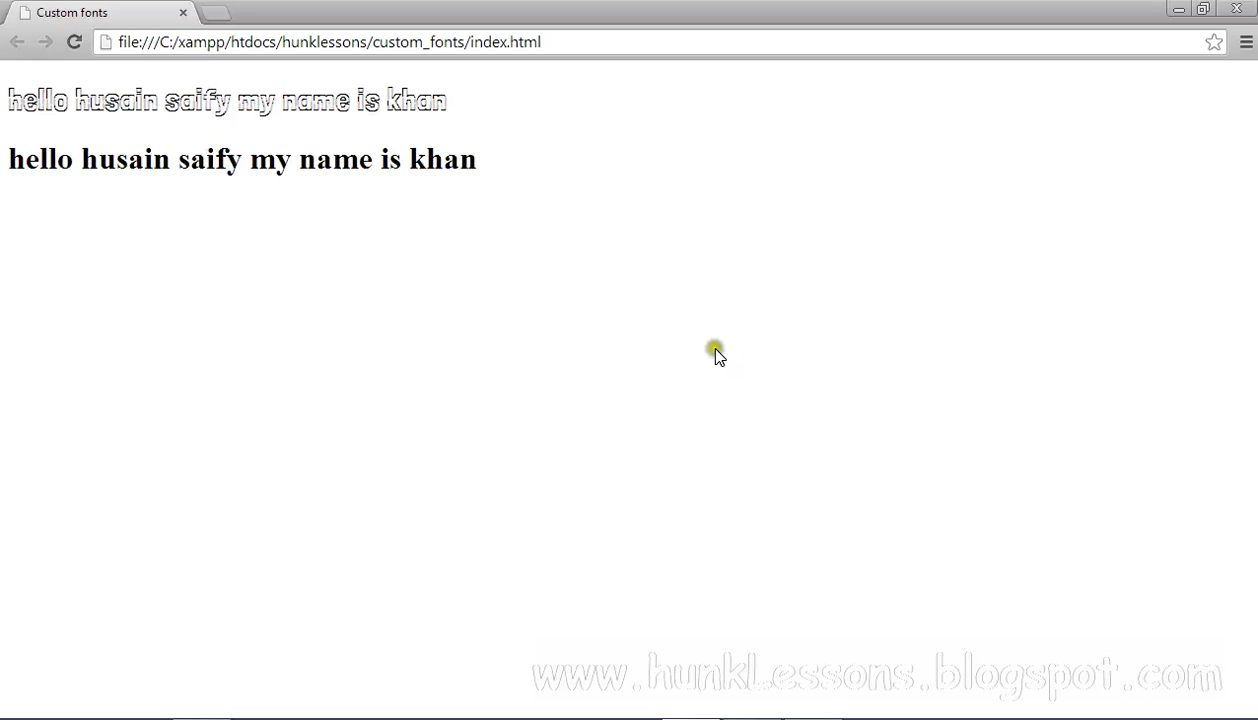 Custom fonts
file:///C:/xampp/htdocs/hunklessons/custom_fonts/index.html
hello husain saify my name is khan
hello husain saify my name is khan
www.hunkLessons.blogspot.com